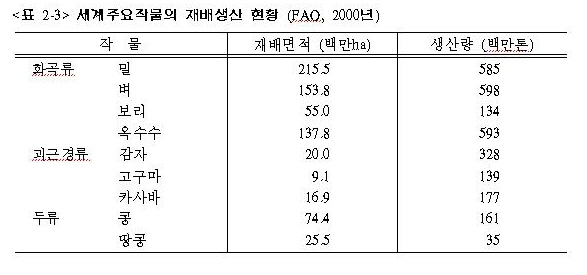 <표 2-3> 세계주요작물의 재배생산 현황 (FAO, 2000년)
작 물 재배면적 (백만ha) 생산량 (백만톤)
화곡류 밀 215.5 585
벼 153.8 598
보리 55.0 134
옥수수 137.8 593
괴근경류 감자 20.0 328
고구마 9.1 139
카사바 16.9 177
두류 콩 74.4 161
땅콩 25.5 35